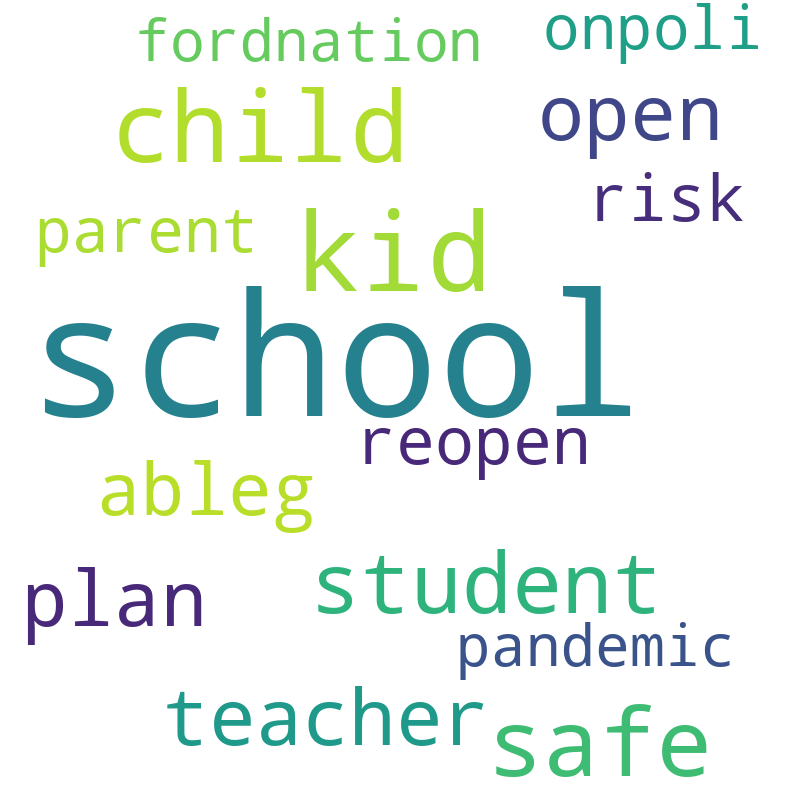 fordnation
onpoli
child
open
risk
parent
kid
school
reopen
ableg
plan
student
pandemic
teacher
safe